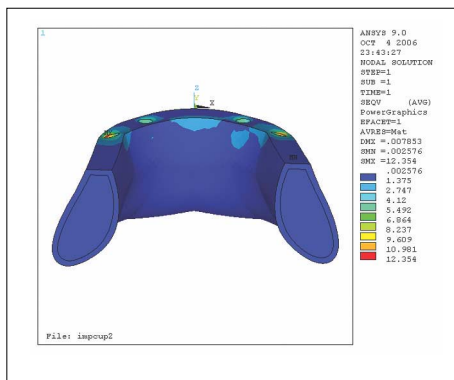 1
ANSYS 9.0
OCT 4 2006
23:43:27
NODAL SOLUTION
STEP=1
SUB =1
TIME=1
SEQV (AVG)
PowerGraphics
EFACET=1
AVRES=Mat
DMX =.007853
SMN =.002576
SMX =12.354
.002576
1.375
2.747
4.12
5.492
6.864
8.237
9.609
10.981
12.354
Z
X
File: impcup2